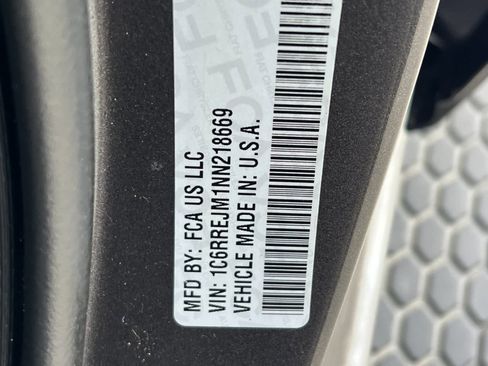 MFD BY: FCA US LLC
VIN: 1C6RREJM1NN218669
VEHICLE MADE IN: U.S.A.